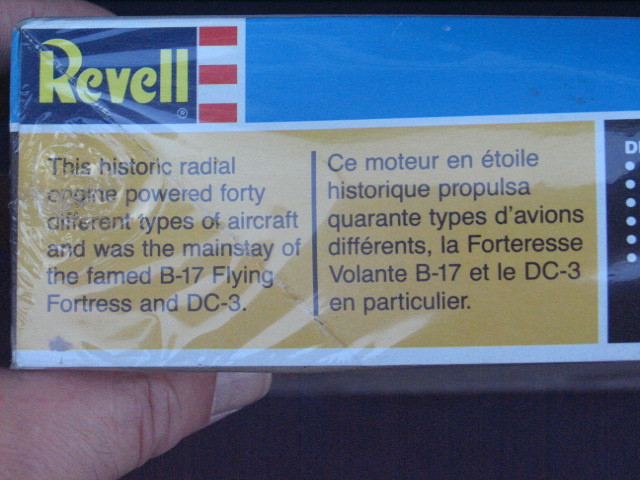 Revell
®
This historic radial
engine powered forty
different types of aircraft
and was the mainstay of
the famed B-17 Flying
Fortress and DC-3.
Ce moteur en étoile
historique propulsa
quarante types d'avions
différents, la Forteresse
Volante B-17 et le DC-3
en particulier.